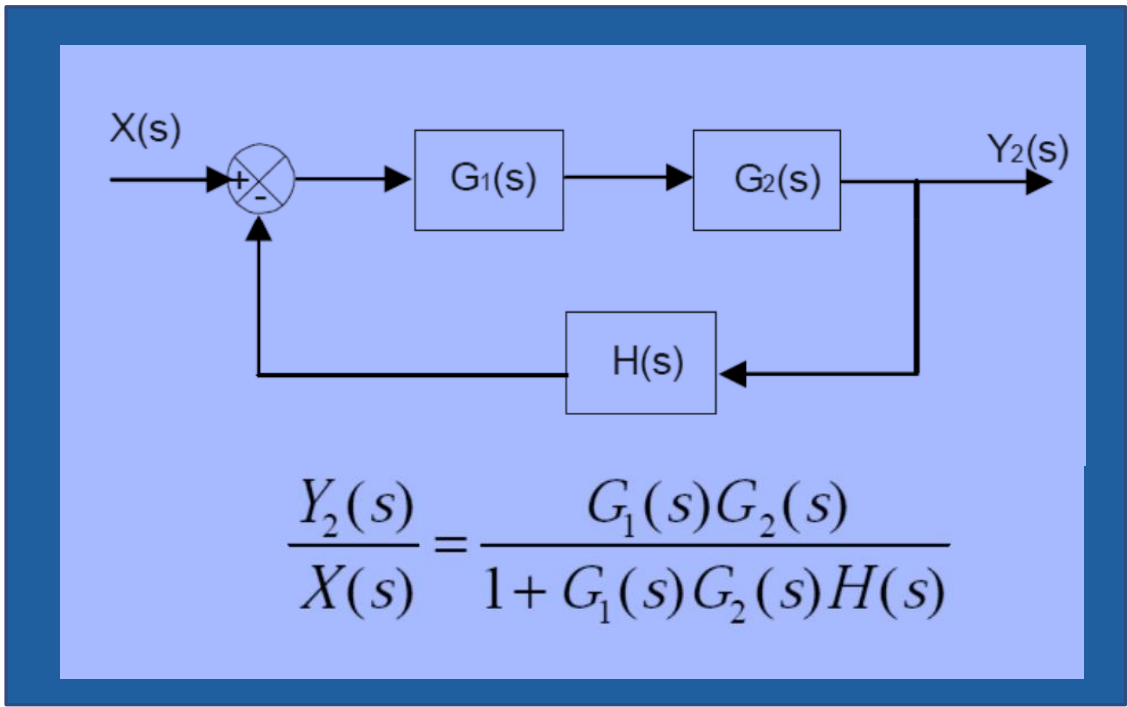 X(s)
+
-
G₁(s)
G₂(s)
Y₂(s)
H(s)
Y₂(s)
X(s)
=
G₁(s)G₂(s)
1+G₁(s)G₂(s)H(s)